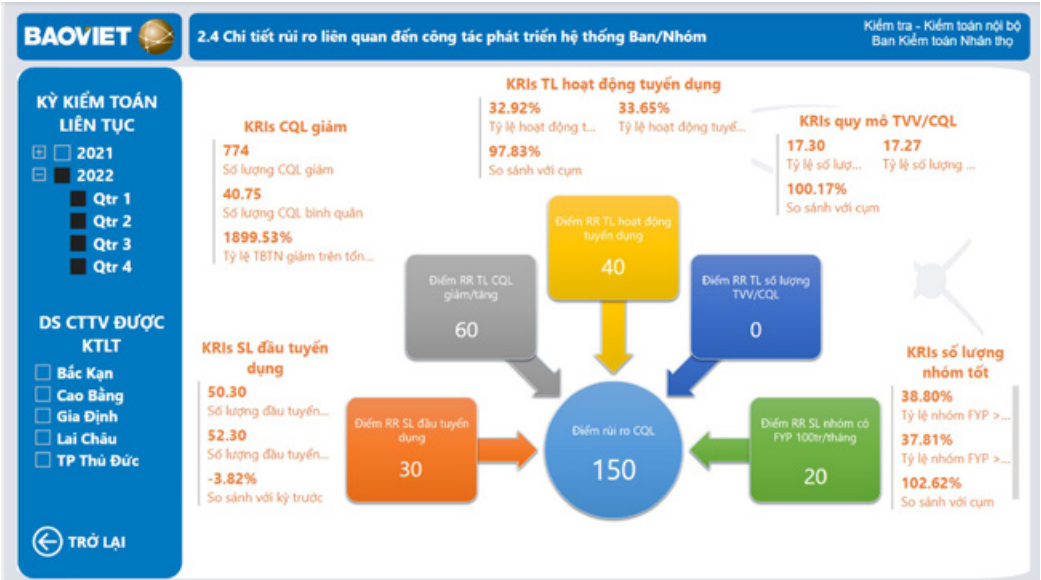 BAOVIET
2.4 Chi tiết rủi ro liên quan đến công tác phát triển hệ thống Ban/Nhóm
Kiểm tra - Kiểm toán nội bộ
Ban Kiểm toán Nhân thọ
KỲ KIỂM TOÁN
LIÊN TỤC
2021
2022
Qtr 1
Qtr 2
Qtr 3
Qtr 4
DS CTTV ĐƯỢC
KTLT
Bắc Kạn
Cao Bằng
Gia Định
Lai Châu
TP Thủ Đức
TRỞ LẠI
KRIs CQL giảm
774
Số lượng CQL giảm
40.75
Số lượng CQL bình quân
1899.53%
Tỷ lệ TBTN giảm trên tổn...
KRIs TL hoạt động tuyển dụng
32.92% 33.65%
Tỷ lệ hoạt động t... Tỷ lệ hoạt động tuyể...
97.83%
So sánh với cụm
KRIs quy mô TVV/CQL
17.30 17.27
Tỷ lệ số lượ... Tỷ lệ số lượng ...
100.17%
So sánh với cụm
Điểm RR TL CQL
giảm/tăng
60
Điểm RR TL hoạt động
tuyển dụng
40
Điểm RR TL số lượng
TVV/CQL
0
KRIs SL đầu tuyển
dụng
50.30
Số lượng đầu tuyển...
52.30
Số lượng đầu tuyển...
-3.82%
So sánh với kỳ trước
Điểm RR SL đầu tuyển
dụng
30
Điểm rủi ro CQL
150
Điểm RR SL nhóm có
FYP 100tr/tháng
20
KRIs số lượng
nhóm tốt
38.80%
Tỷ lệ nhóm FYP >...
37.81%
Tỷ lệ nhóm FYP >...
102.62%
So sánh với cụm